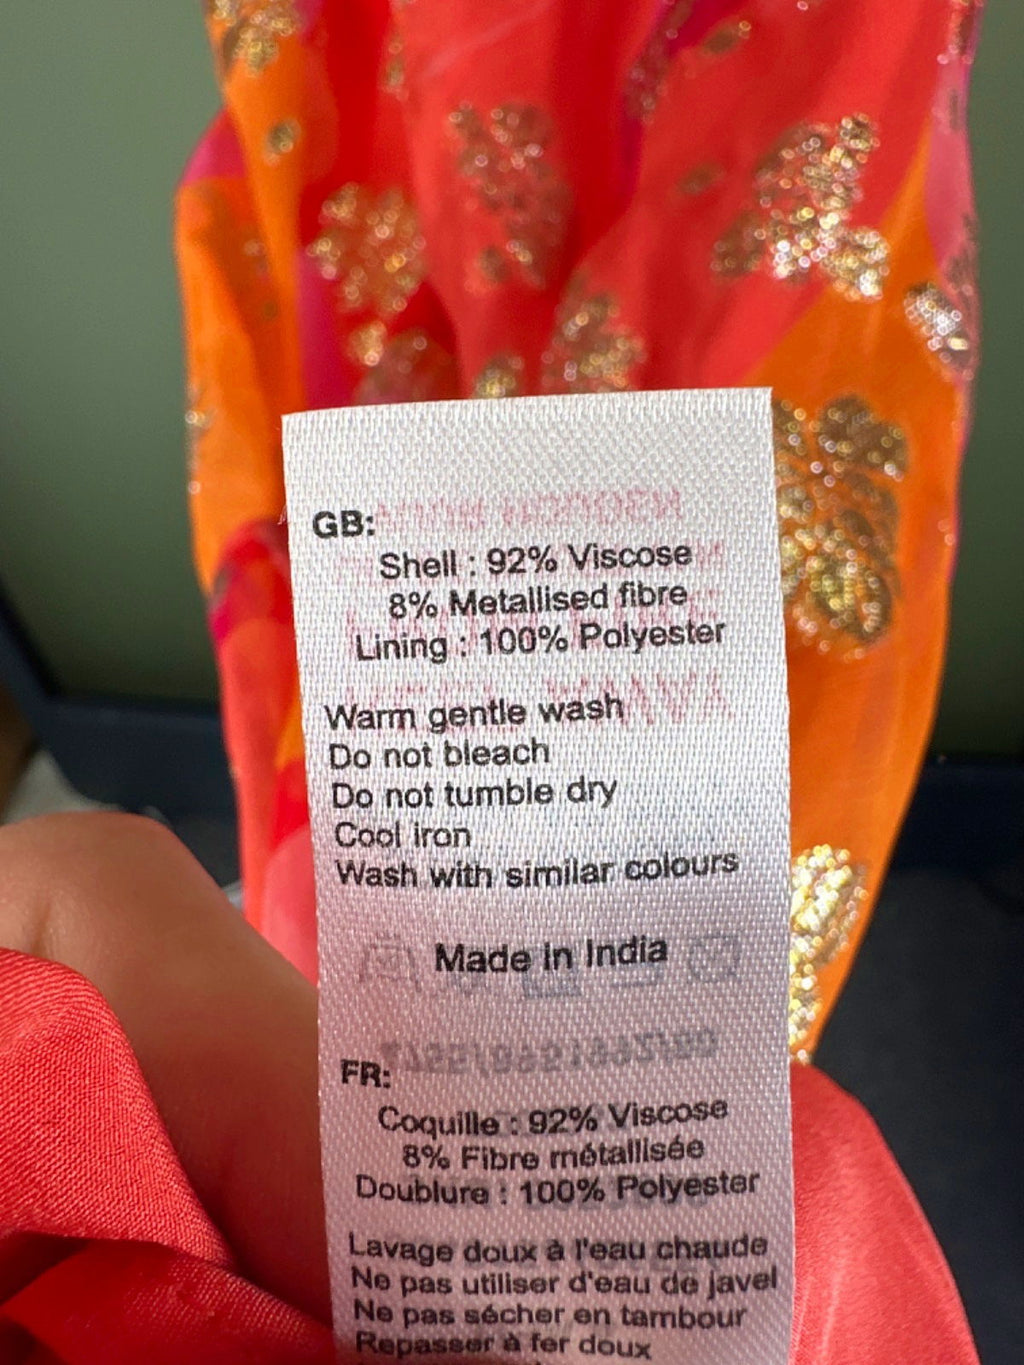 GB:
Shell : 92% Viscose
8% Metallised fibre
Lining : 100% Polyester
Warm gentle wash
Do not bleach
Do not tumble dry
Cool iron
Wash with similar colours
Made in India
FR:
Coquille : 92% Viscose
8% Fibre métallisée
Doublure : 100% Polyester
Lavage doux à l'eau chaude
Ne pas utiliser d'eau de javel
Ne pas sécher en tambour
Repasser à fer doux